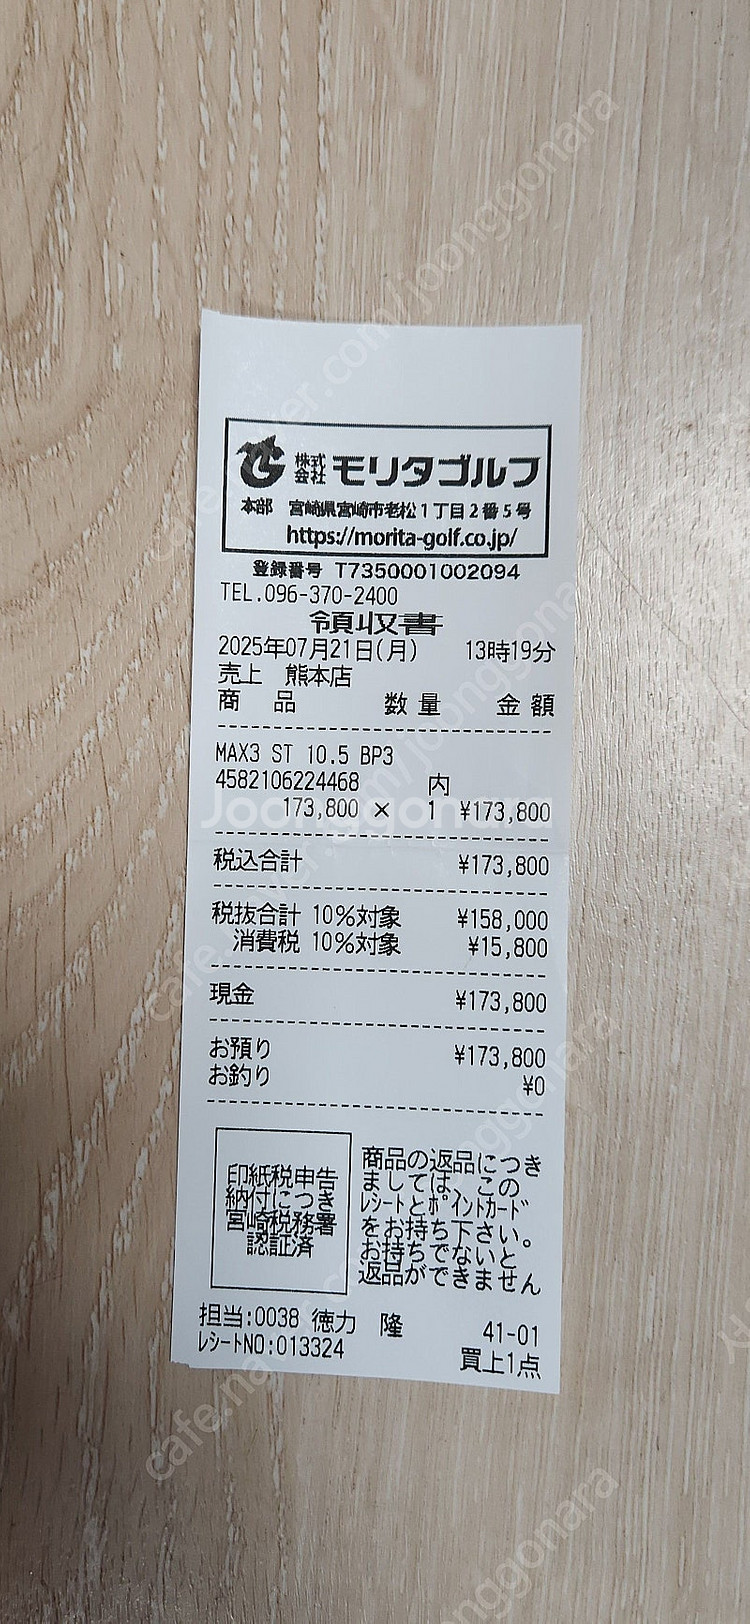 株式会社 モリタゴルフ
本部 宮崎県宮崎市老松1丁目2番5号
https://morita-golf.co.jp/
登録番号 T7350001002094
TEL.096-370-2400
領収書
2025年07月21日(月) 13時19分
売上 熊本店
商 品 数量 金額
MAX3 ST 10.5 BP3
4582106224468 内
173,800 × 1 ¥173,800
税込合計 ¥173,800
税抜合計 10%対象 ¥158,000
消費税 10%対象 ¥15,800
現金 ¥173,800
お預り ¥173,800
お釣り ¥0
印紙税申告
納付につき
宮崎税務署
認証済
商品の返品につき
ましては、この
レシートとポイントカード
をお持ち下さい。
お持ちでないと
返品ができません
担当:0038 徳力 隆 41-01
レシートNO:013324 買上1点
Joonggonara
cafe.naver.com/joonggonara